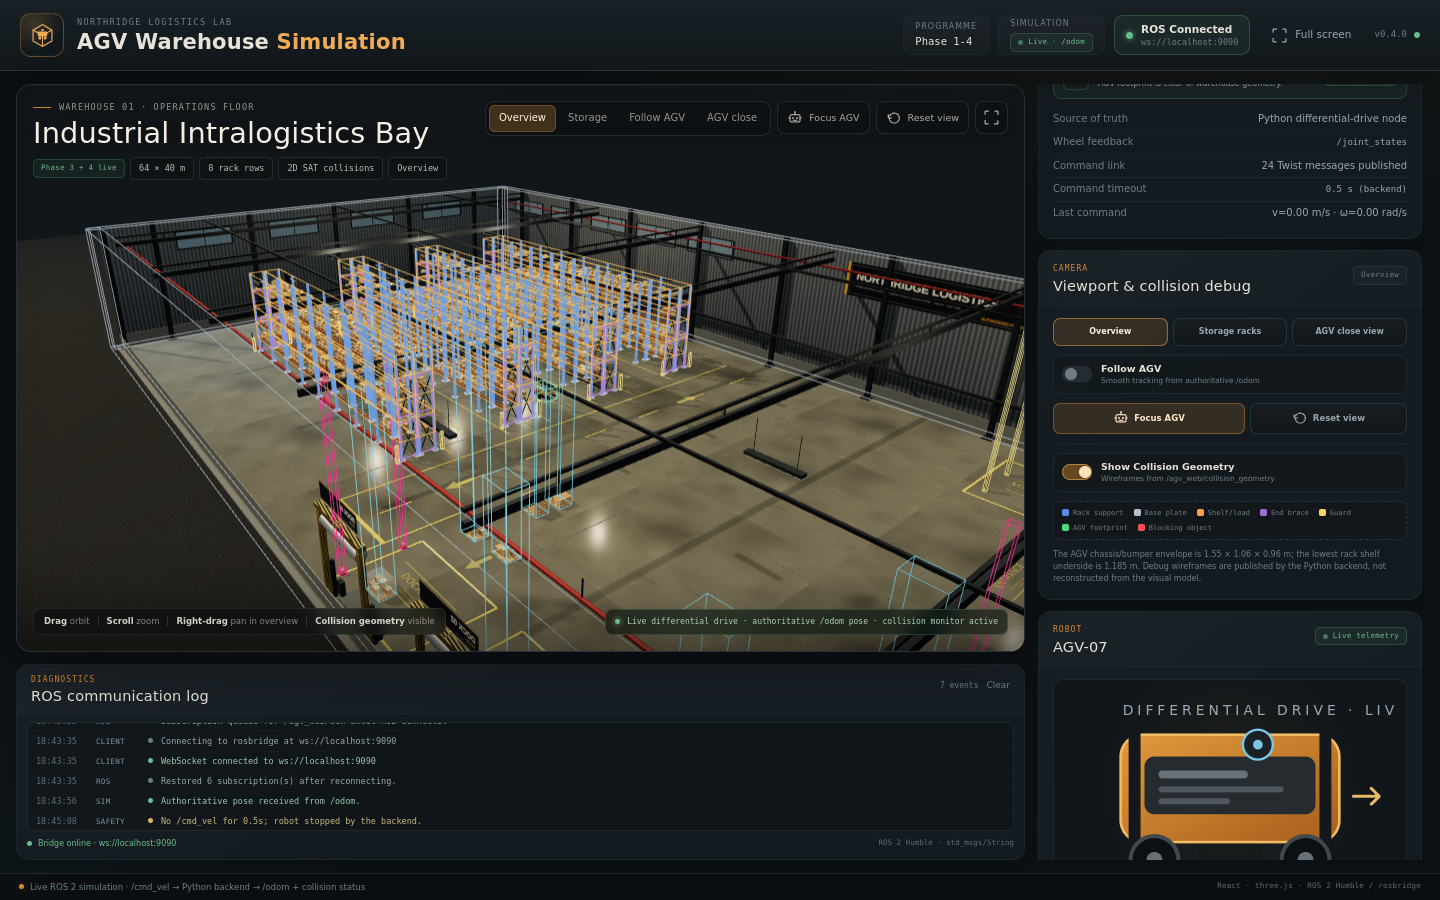 NORTHRIDGE LOGISTICS LAB
AGV Warehouse Simulation
PROGRAMME
Phase 1-4
SIMULATION
Live · /odom
ROS Connected
ws://localhost:9090
Full screen
v0.4.0
WAREHOUSE 01 · OPERATIONS FLOOR
Industrial Intralogistics Bay
Overview
Storage
Follow AGV
AGV close
Focus AGV
Reset view
Phase 3 + 4 live
64 × 40 m
8 rack rows
2D SAT collisions
Overview
Drag orbit | Scroll zoom | Right-drag pan in overview | Collision geometry visible
Live differential drive · authoritative /odom pose · collision monitor active
DIAGNOSTICS
ROS communication log
7 events
Clear
18:43:35 CLIENT Connecting to rosbridge at ws://localhost:9090
18:43:35 CLIENT WebSocket connected to ws://localhost:9090
18:43:35 ROS Restored 6 subscription(s) after reconnecting.
18:43:56 SIM Authoritative pose received from /odom.
18:45:08 SAFETY No /cmd_vel for 0.5s; robot stopped by the backend.
Bridge online · ws://localhost:9090
ROS 2 Humble · std_msgs/String
AGV footprint is clear of warehouse geometry.
Source of truth Python differential-drive node
Wheel feedback /joint_states
Command link 24 Twist messages published
Command timeout 0.5 s (backend)
Last command v=0.00 m/s · ω=0.00 rad/s
CAMERA
Viewport & collision debug
Overview
Overview
Storage racks
AGV close view
Follow AGV
Smooth tracking from authoritative /odom
Focus AGV
Reset view
Show Collision Geometry
Wireframes from /agv_web/collision_geometry
Rack support
Base plate
Shelf/load
End brace
Guard
AGV footprint
Blocking object
The AGV chassis/bumper envelope is 1.55 × 1.06 × 0.96 m; the lowest rack shelf
underside is 1.185 m. Debug wireframes are published by the Python backend, not
reconstructed from the visual model.
ROBOT
AGV-07
Live telemetry
DIFFERENTIAL DRIVE · LIV
Live ROS 2 simulation · /cmd_vel → Python backend → /odom + collision status
React · three.js · ROS 2 Humble / rosbridge